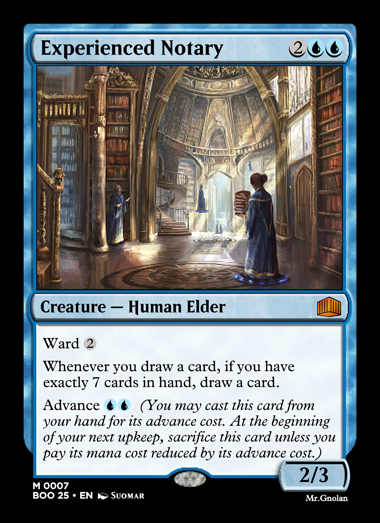 Experienced Notary 2
Creature — Human Elder
Ward 2
Whenever you draw a card, if you have
exactly 7 cards in hand, draw a card.
Advance (You may cast this card from
your hand for its advance cost. At the beginning
of your next upkeep, sacrifice this card unless you
pay its mana cost reduced by its advance cost.)
2/3
M 0007
BOO 25 • EN Suomar
Mr.Gnolan